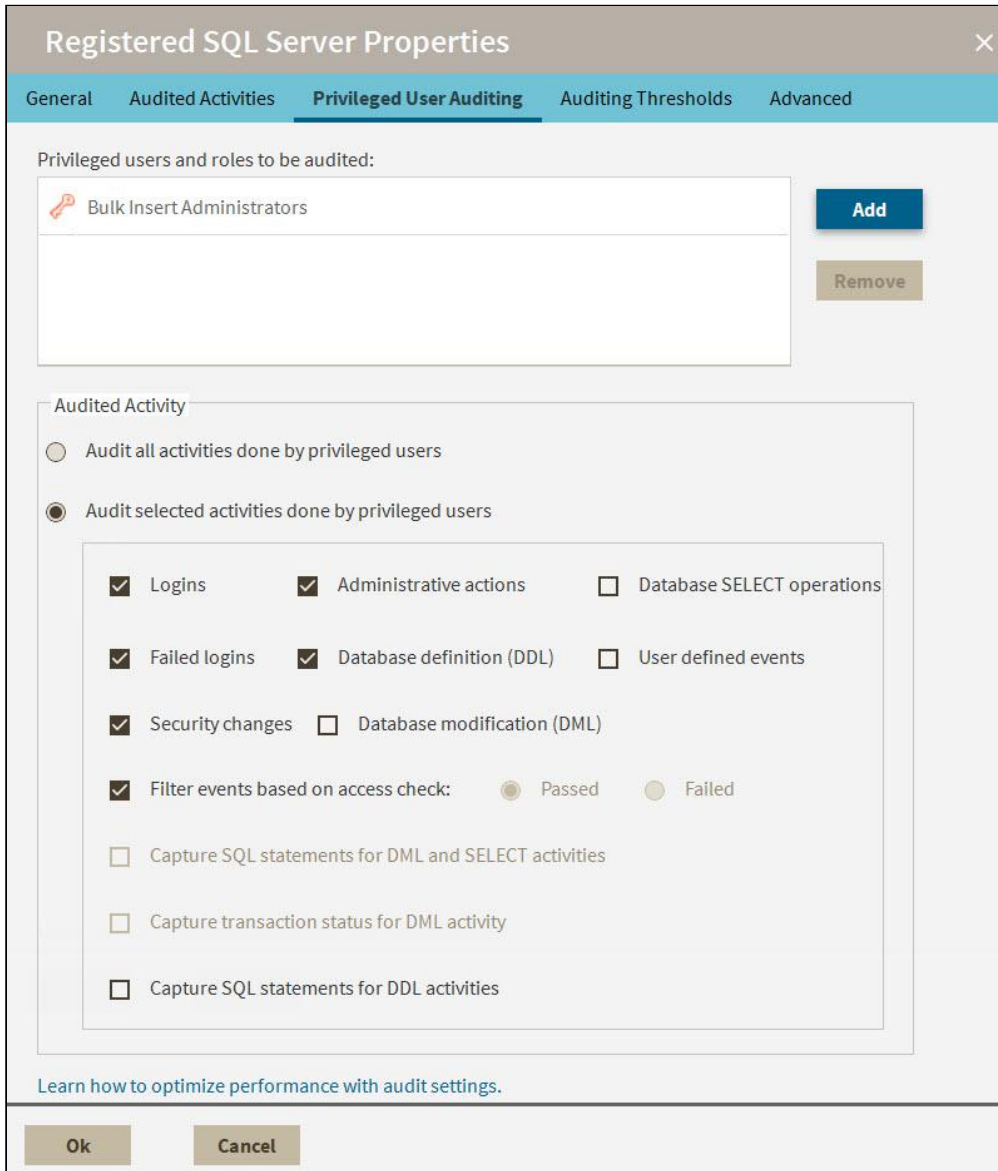 Registered SQL Server Properties
General Audited Activities Privileged User Auditing Auditing Thresholds Advanced
Privileged users and roles to be audited:
Bulk Insert Administrators
Add
Remove
Audited Activity
Audit all activities done by privileged users
Audit selected activities done by privileged users
Logins Administrative actions Database SELECT operations
Failed logins Database definition (DDL) User defined events
Security changes Database modification (DML)
Filter events based on access check: Passed Failed
Capture SQL statements for DML and SELECT activities
Capture transaction status for DML activity
Capture SQL statements for DDL activities
Learn how to optimize performance with audit settings.
Ok Cancel